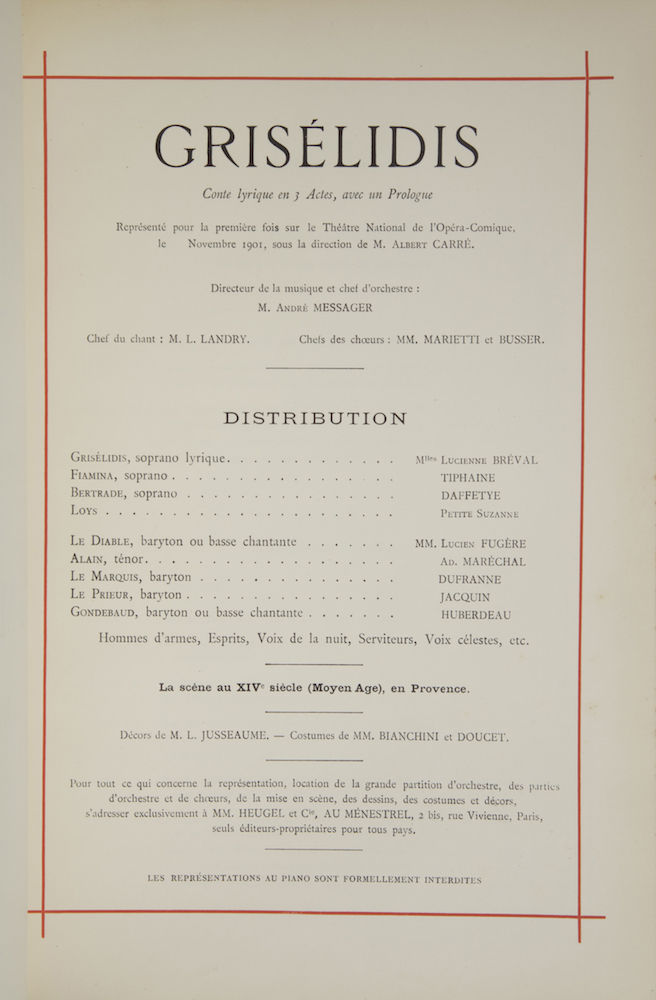 GRISÉLIDIS
Conte lyrique en 3 Actes, avec un Prologue
Représenté pour la première fois sur le Théâtre National de l'Opéra-Comique,
le Novembre 1901, sous la direction de M. ALBERT CARRÉ.
Directeur de la musique et chef d'orchestre :
M. ANDRÉ MESSAGER
Chef du chant : M. L. LANDRY. Chefs des chœurs : MM. MARIETTI et BUSSER.
DISTRIBUTION
GRISÉLIDIS, soprano lyrique. . . . . . . . . . . . . Mlles LUCIENNE BRÉVAL
FIAMINA, soprano . . . . . . . . . . . . . . . . . TIPHAINE
BERTRADE, soprano . . . . . . . . . . . . . . . . DAFFETYE
LOYS . . . . . . . . . . . . . . . . . . . . . . PETITE SUZANNE
LE DIABLE, baryton ou basse chantante . . . . . . . MM. LUCIEN FUGÈRE
ALAIN, ténor. . . . . . . . . . . . . . . . . . . AD. MARÉCHAL
LE MARQUIS, baryton . . . . . . . . . . . . . . . DUFRANNE
LE PRIEUR, baryton . . . . . . . . . . . . . . . . JACQUIN
GONDEBAUD, baryton ou basse chantante . . . . . . . HUBERDEAU
Hommes d'armes, Esprits, Voix de la nuit, Serviteurs, Voix célestes, etc.
La scène au XIVe siècle (Moyen Age), en Provence.
Décors de M. L. JUSSEAUME. — Costumes de MM. BIANCHINI et DOUCET.
Pour tout ce qui concerne la représentation, location de la grande partition d'orchestre, des parties
d'orchestre et de chœurs, de la mise en scène, des dessins, des costumes et décors,
s'adresser exclusivement à MM. HEUGEL et Cie, AU MÉNESTREL, 2 bis, rue Vivienne, Paris,
seuls éditeurs-propriétaires pour tous pays.
LES REPRÉSENTATIONS AU PIANO SONT FORMELLEMENT INTERDITES